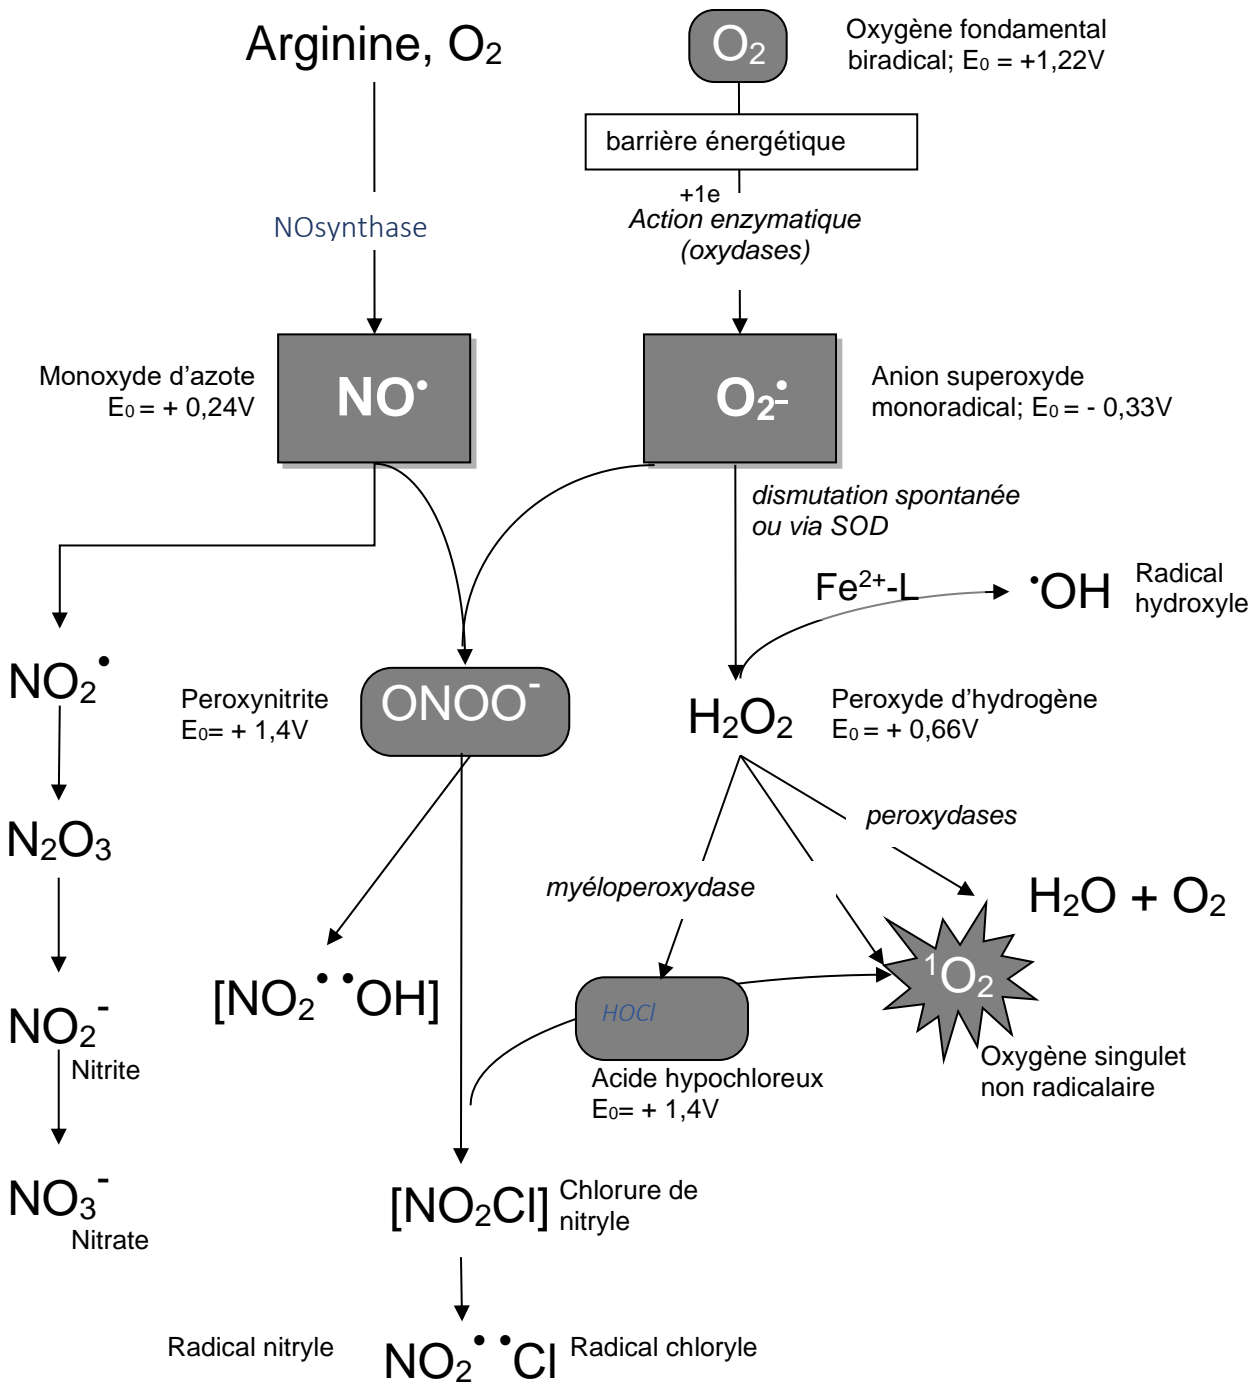 Arginine, O₂
O₂
Oxygène fondamental
biradical; E₀ = +1,22V
barrière énergétique
+1e
Action enzymatique
(oxydases)
NOsynthase
Monoxyde d’azote
E₀ = + 0,24V
NO•
O₂•-
Anion superoxyde
monoradical; E₀ = - 0,33V
dismutation spontanée
ou via SOD
Fe²⁺-L
•OH
Radical
hydroxyle
NO₂•
Peroxynitrite
E₀= + 1,4V
ONOO⁻
H₂O₂
Peroxyde d’hydrogène
E₀ = + 0,66V
N₂O₃
peroxydases
myéloperoxydase
H₂O + O₂
¹O₂
[NO₂• •OH]
HOCl
NO₂⁻
Nitrite
Oxygène singulet
non radicalaire
Acide hypochloreux
E₀= + 1,4V
NO₃⁻
Nitrate
[NO₂Cl]
Chlorure de
nitryle
Radical nitryle
NO₂• •Cl
Radical chloryle